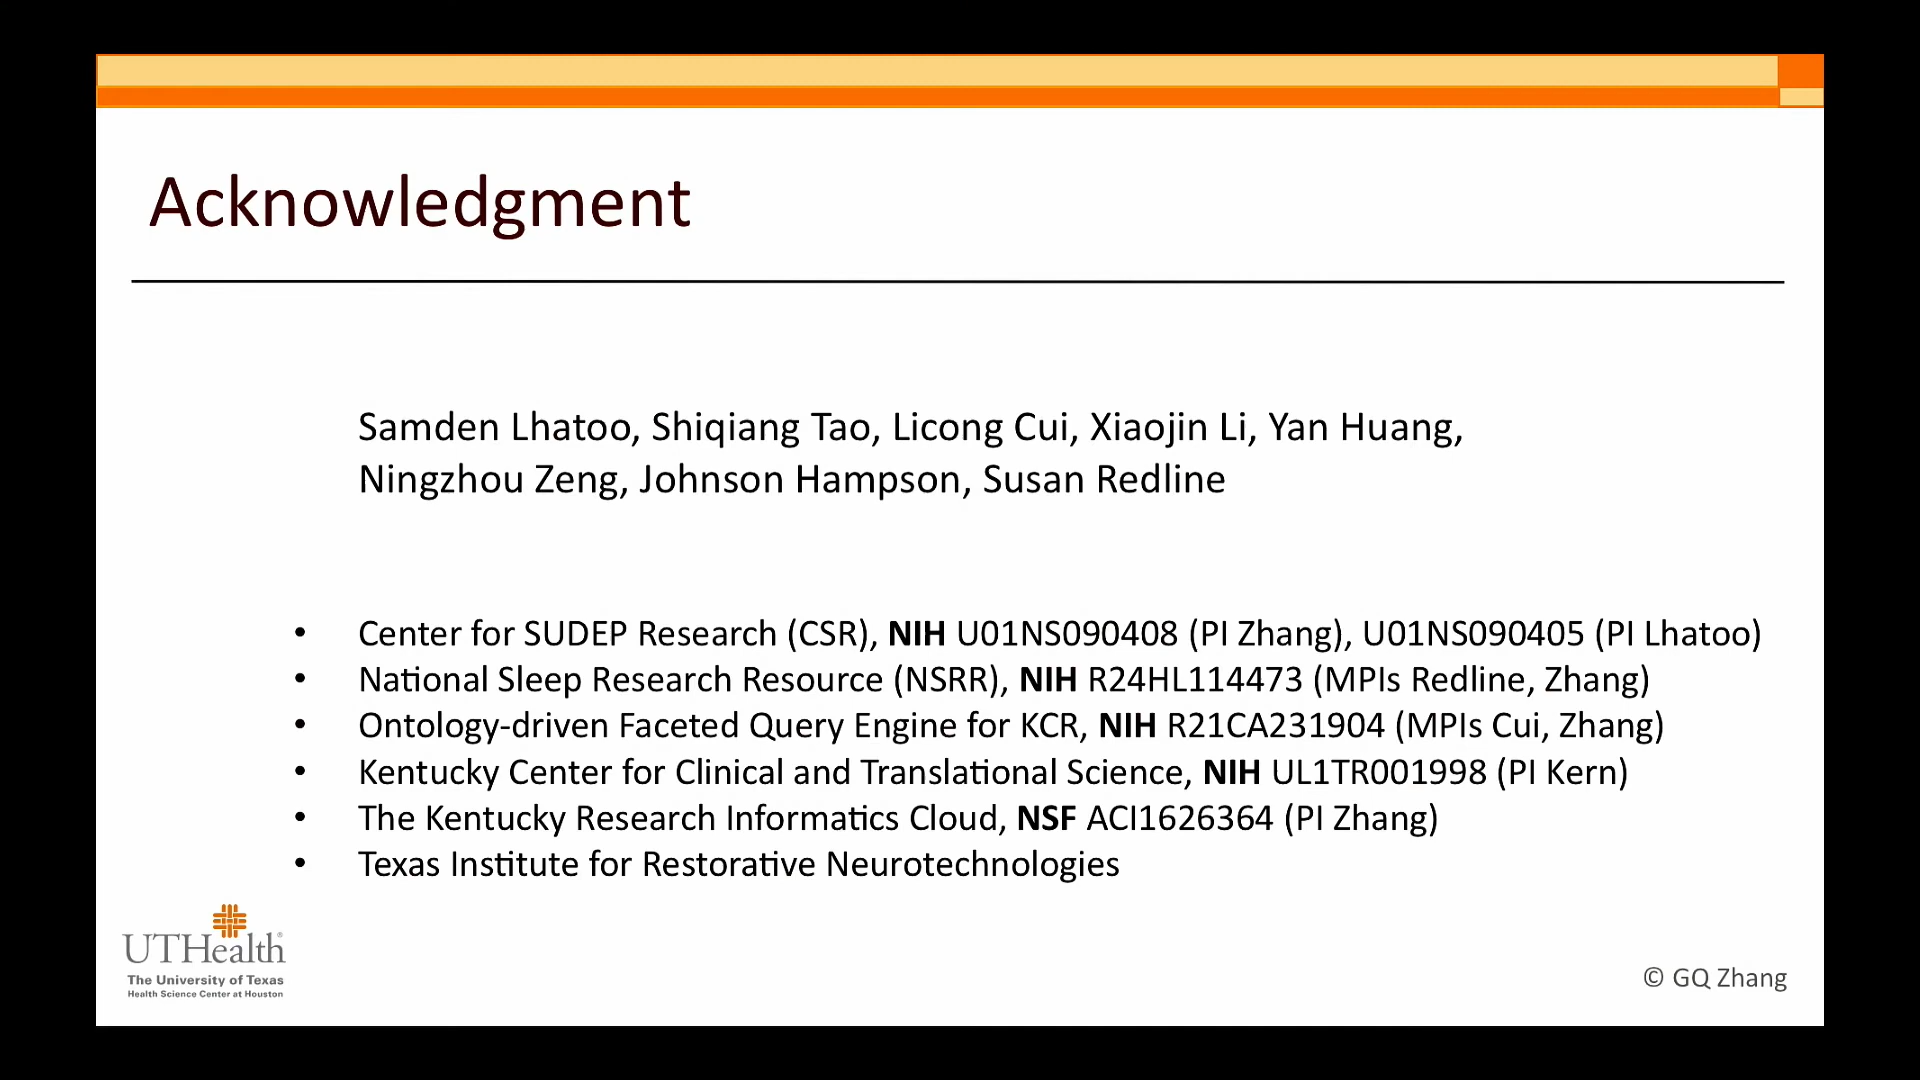 Acknowledgment
Samden Lhatoo, Shiqiang Tao, Licong Cui, Xiaojin Li, Yan Huang,
Ningzhou Zeng, Johnson Hampson, Susan Redline
• Center for SUDEP Research (CSR), NIH U01NS090408 (PI Zhang), U01NS090405 (PI Lhatoo)
• National Sleep Research Resource (NSRR), NIH R24HL114473 (MPIs Redline, Zhang)
• Ontology-driven Faceted Query Engine for KCR, NIH R21CA231904 (MPIs Cui, Zhang)
• Kentucky Center for Clinical and Translational Science, NIH UL1TR001998 (PI Kern)
• The Kentucky Research Informatics Cloud, NSF ACI1626364 (PI Zhang)
• Texas Institute for Restorative Neurotechnologies
UTHealth®
The University of Texas
Health Science Center at Houston
© GQ Zhang